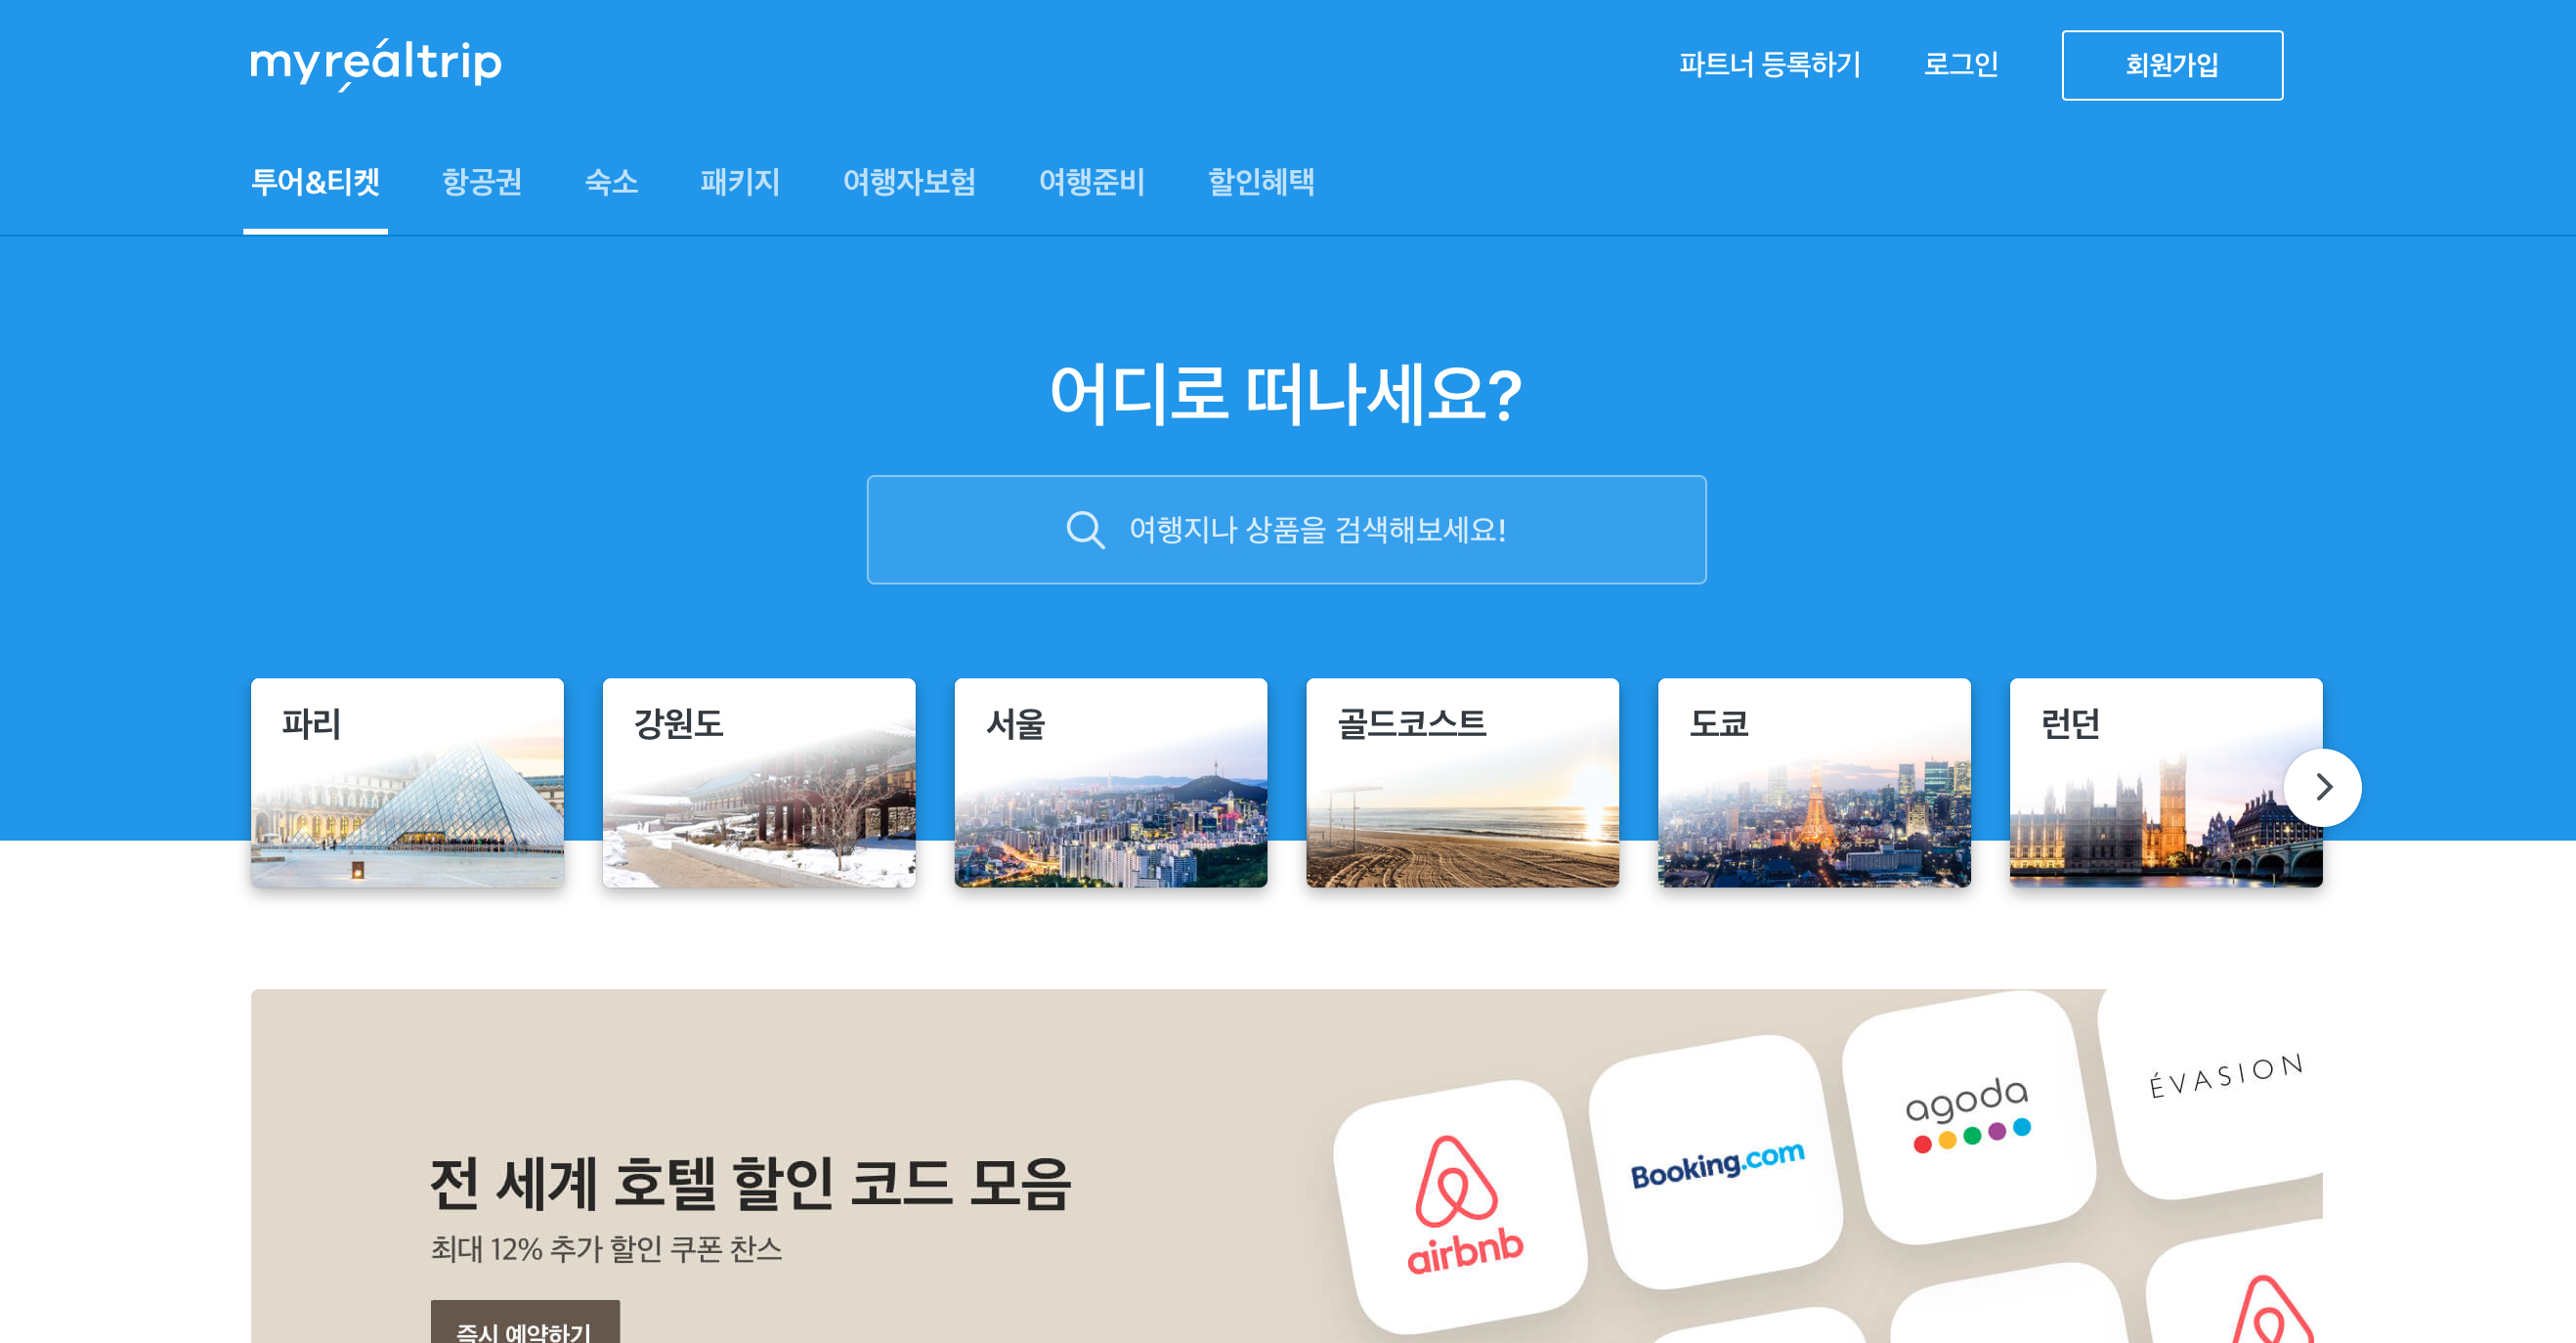 myrealtrip
파트너 등록하기
로그인
회원가입
투어&티켓
항공권
숙소
패키지
여행자보험
여행준비
할인혜택
어디로 떠나세요?
여행지나 상품을 검색해보세요!
파리
강원도
서울
골드코스트
도쿄
런던
전 세계 호텔 할인 코드 모음
최대 12% 추가 할인 쿠폰 찬스
즉시 예약하기
airbnb
Booking.com
agoda
ÉVASION